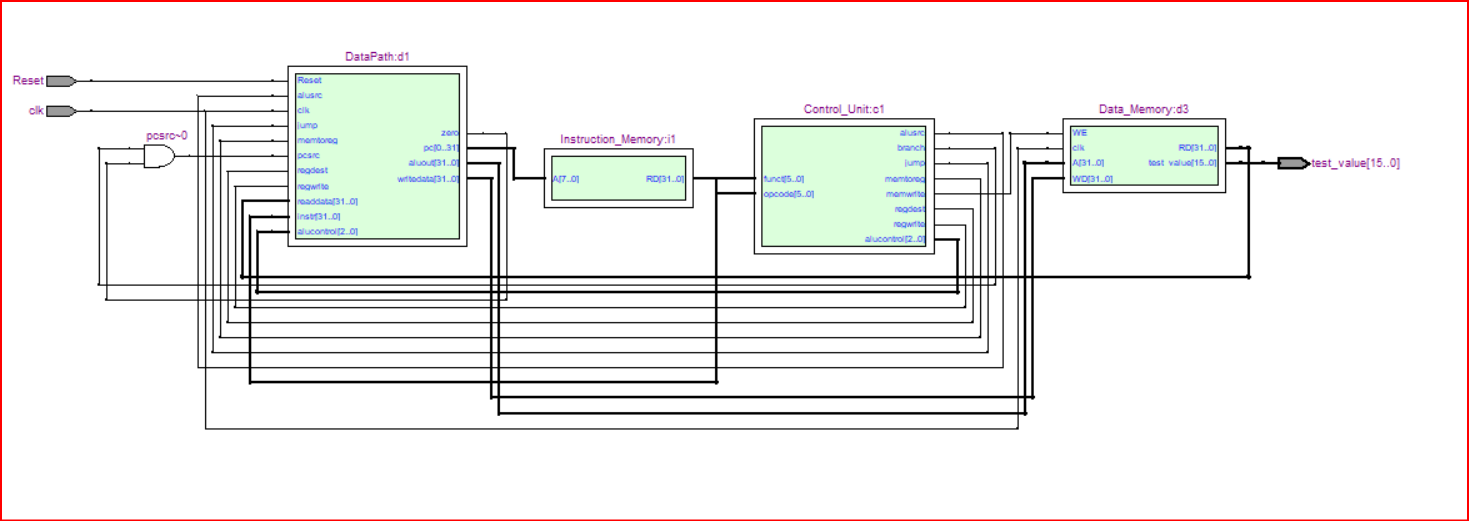 Reset
clk
pcsrc~0
DataPath:d1
Reset
alusrc
clk
jump
memtoreg
pcsrc
regdest
regwrite
readdata[31..0]
instr[31..0]
alucontrol[2..0]
zero
pc[0..31]
aluout[31..0]
writedata[31..0]
Instruction_Memory:i1
A[7..0]
RD[31..0]
Control_Unit:c1
funct[5..0]
opcode[5..0]
alusrc
branch
jump
memtoreg
memwrite
regdest
regwrite
alucontrol[2..0]
Data_Memory:d3
WE
clk
A[31..0]
WD[31..0]
RD[31..0]
test_value[15..0]
test_value[15..0]